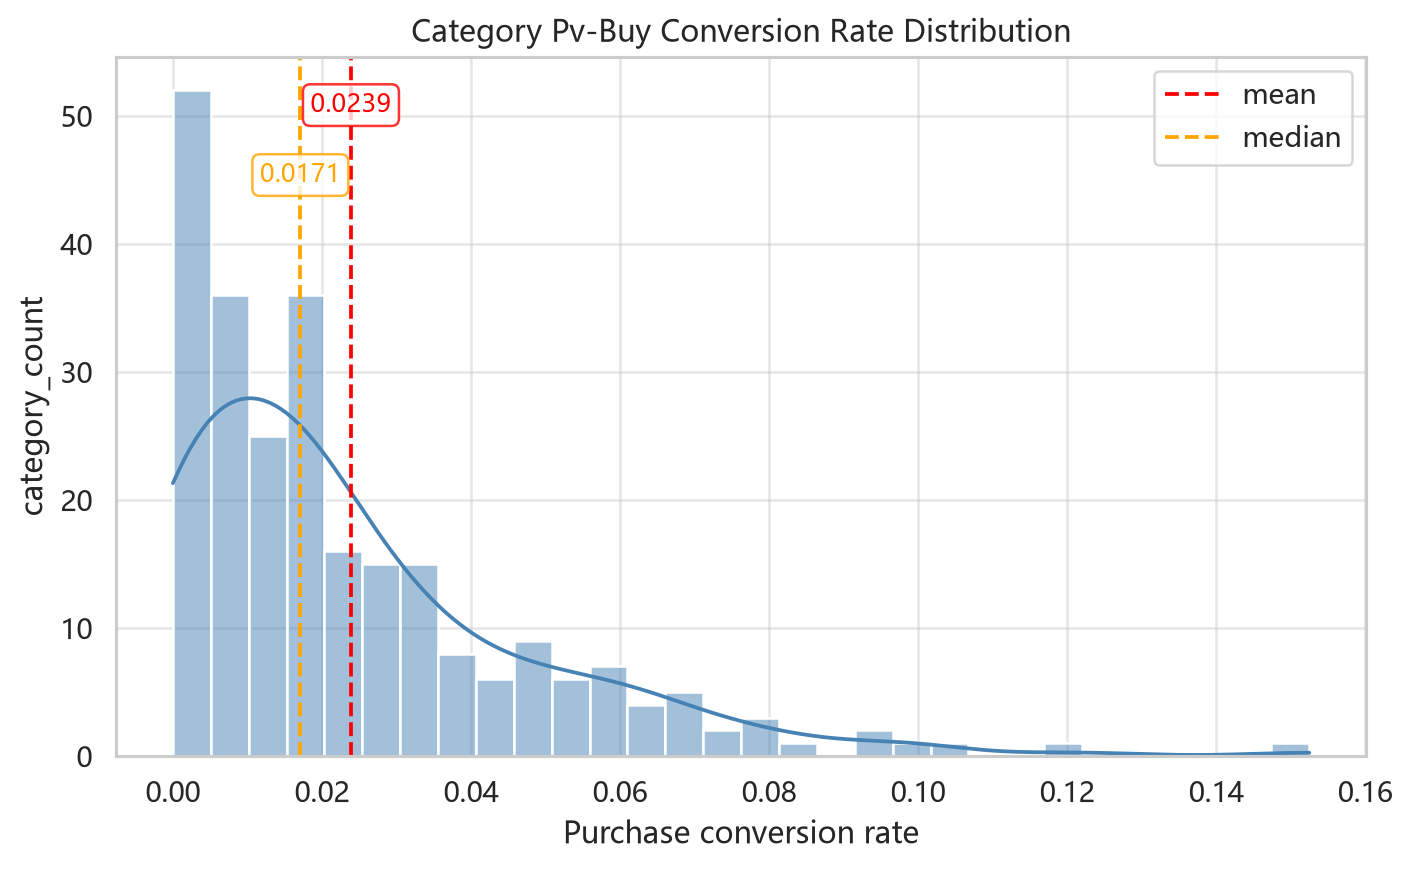 Category Pv-Buy Conversion Rate Distribution
0.0239
0.0171
mean
median
category_count
50
40
30
20
10
0
0.00 0.02 0.04 0.06 0.08 0.10 0.12 0.14 0.16
Purchase conversion rate